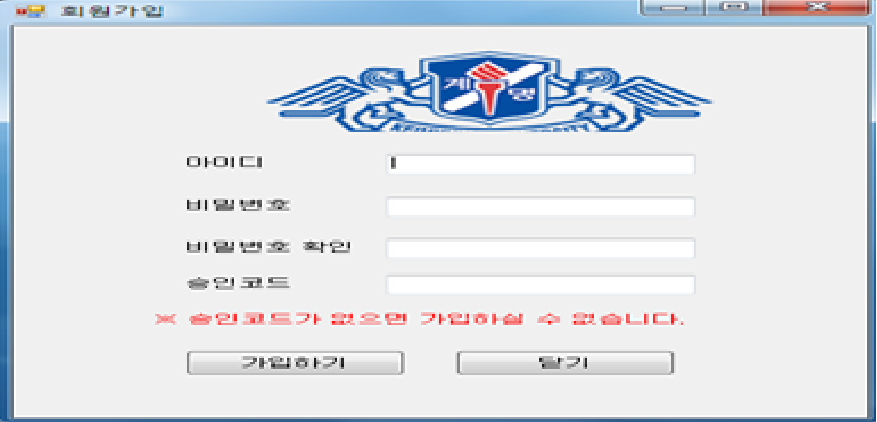 회원가입
계명
아이디
비밀번호
비밀번호 확인
승인코드
※ 승인코드가 없으면 가입하실 수 없습니다.
가입하기 닫기